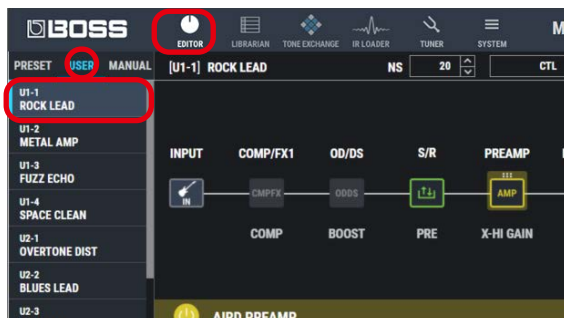 BOSS
EDITOR LIBRARIAN TONE EXCHANGE IR LOADER TUNER SYSTEM M
PRESET USER MANUAL [U1-1] ROCK LEAD NS 20 CTL
U1-1
ROCK LEAD
U1-2
METAL AMP
U1-3
FUZZ ECHO
U1-4
SPACE CLEAN
U2-1
OVERTONE DIST
U2-2
BLUES LEAD
U2-3
INPUT COMP/FX1 OD/DS S/R PREAMP
IN CMPFX ODDS AMP
COMP BOOST PRE X-HI GAIN
AIRD PREAMP